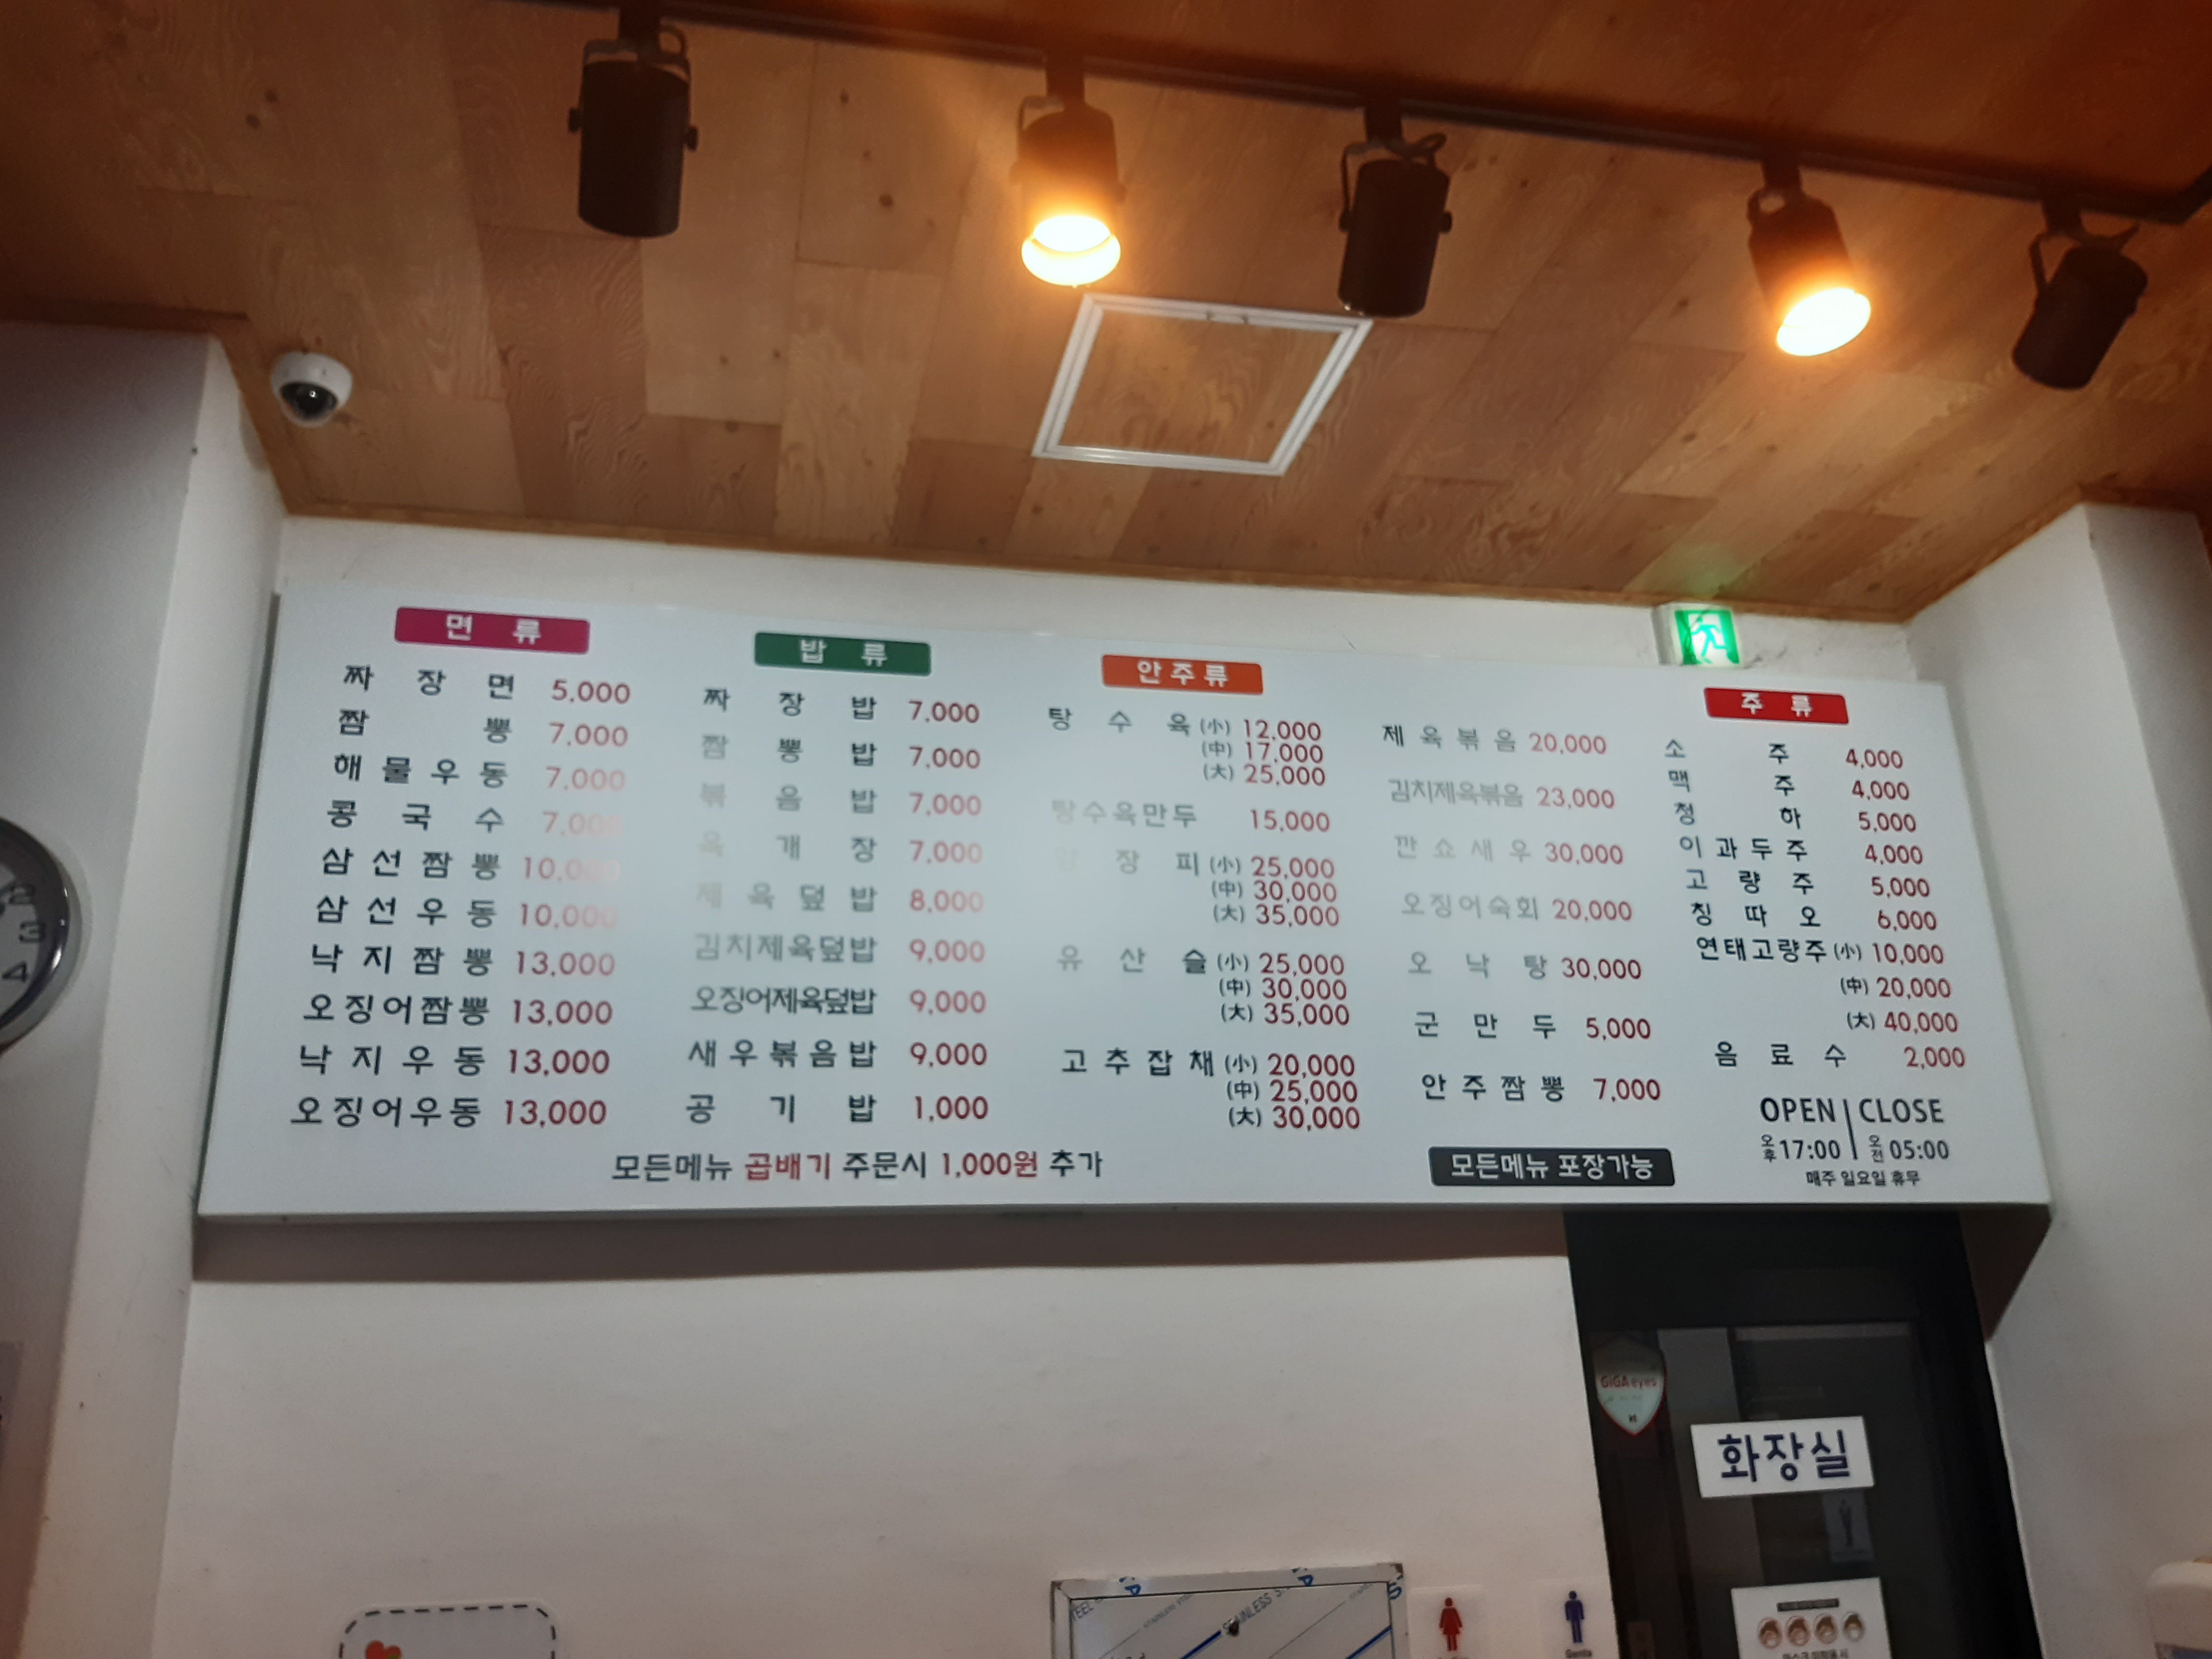 면 류
짜 장 면 5,000
짬 뽕 7,000
해 물 우 동 7,000
콩 국 수 7,000
삼 선 짬 뽕 10,000
삼 선 우 동 10,000
낙 지 짬 뽕 13,000
오징어짬뽕 13,000
낙 지 우 동 13,000
오징어우동 13,000
밥 류
짜 장 밥 7,000
짬 뽕 밥 7,000
볶 음 밥 7,000
육 개 장 7,000
제 육 덮 밥 8,000
김치제육덮밥 9,000
오징어제육덮밥 9,000
새우볶음밥 9,000
공 기 밥 1,000
모든메뉴 곱배기 주문시 1,000원 추가
안주류
탕 수 육 (小) 12,000
(中) 17,000
(大) 25,000
탕수육만두 15,000
장 피 (小) 25,000
(中) 30,000
(大) 35,000
유 산 슬 (小) 25,000
(中) 30,000
(大) 35,000
고추잡채 (小) 20,000
(中) 25,000
(大) 30,000
제 육 볶 음 20,000
김치제육볶음 23,000
깐 쇼 새 우 30,000
오징어숙회 20,000
오 낙 탕 30,000
군 만 두 5,000
안 주 짬 뽕 7,000
모든메뉴 포장가능
주 류
소 주 4,000
맥 주 4,000
청 하 5,000
이과두주 4,000
고 량 주 5,000
칭 따 오 6,000
연태고량주 (小) 10,000
(中) 20,000
(大) 40,000
음 료 수 2,000
OPEN | CLOSE
오후 17:00 | 오전 05:00
매주 일요일 휴무
2
3
4
GiGAeyes
kt
화장실
STAINLESS